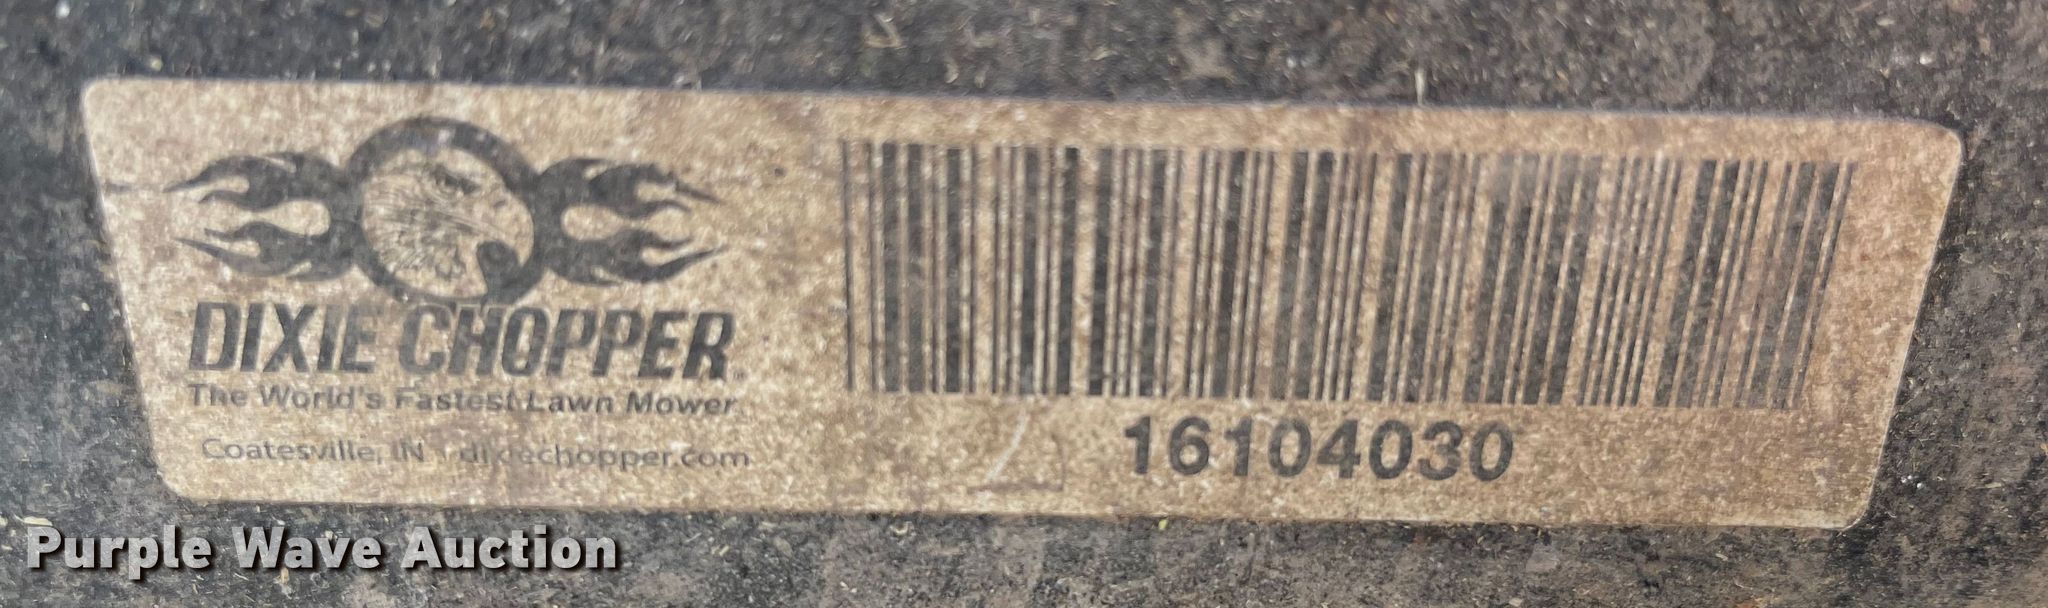 DIXIE CHOPPER
The World's Fastest Lawn Mower
Coatesville, IN • dixiechopper.com
16104030
Purple Wave Auction